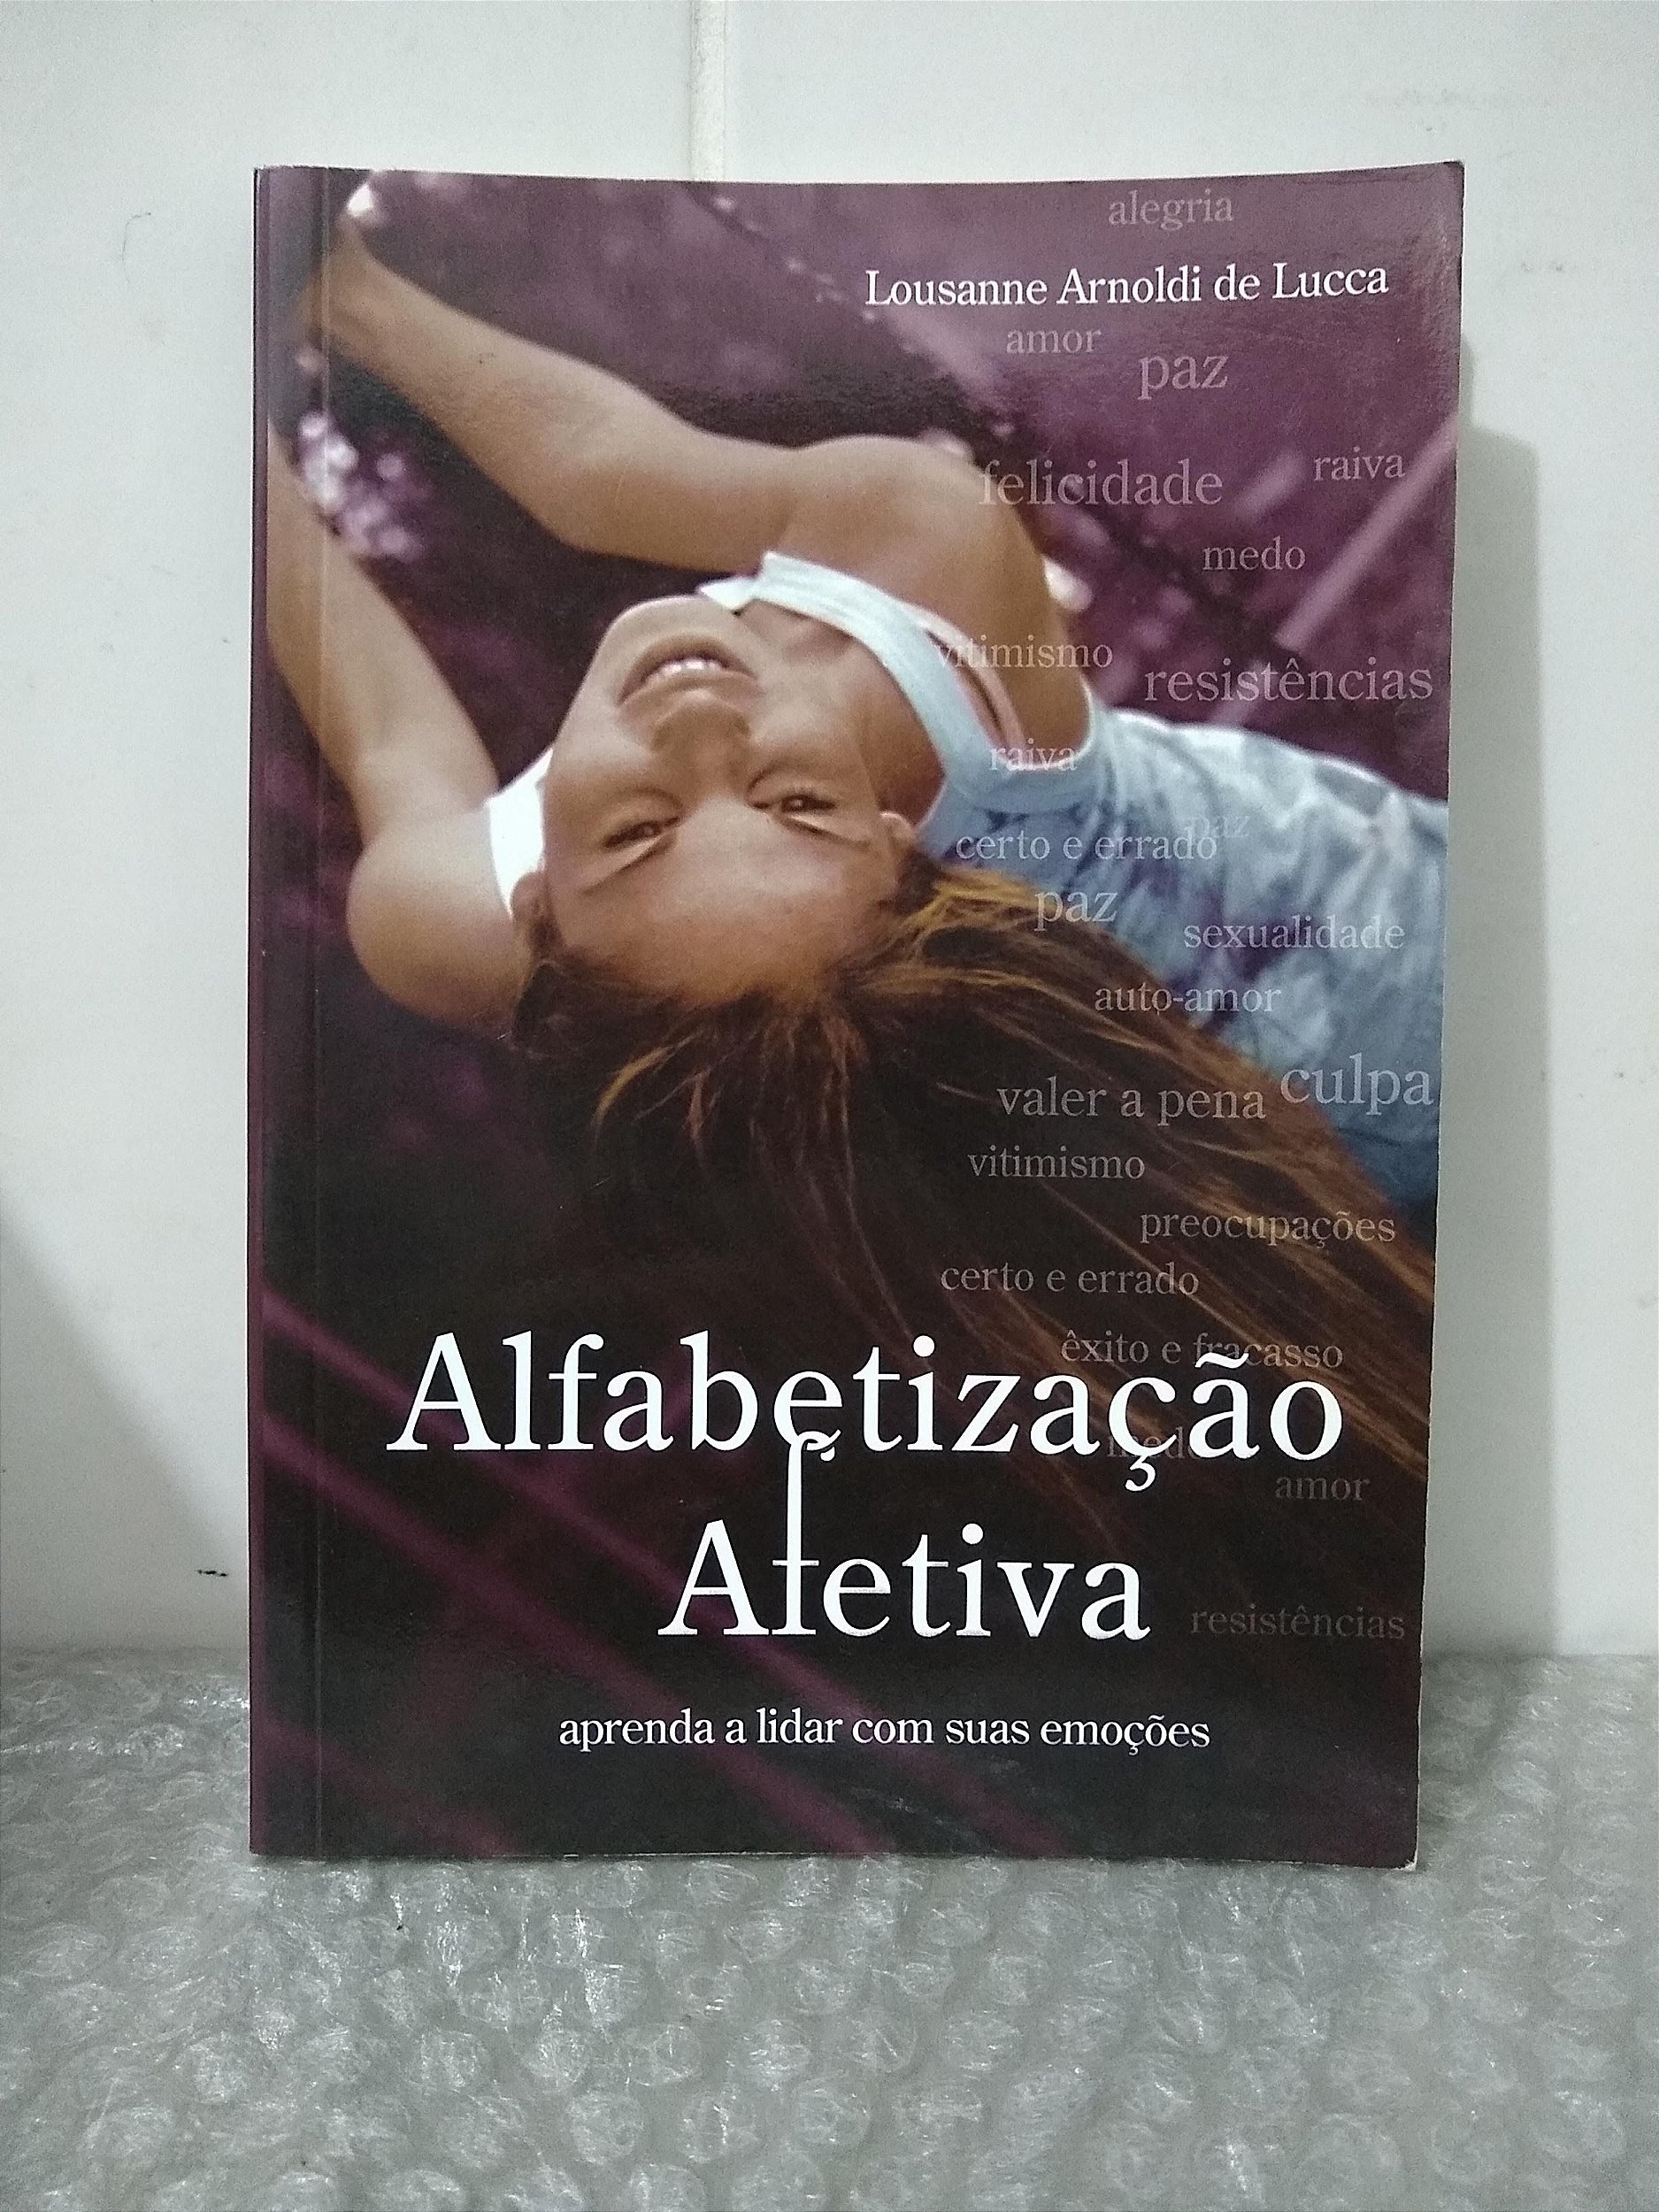 alegria
Lousanne Arnoldi de Lucca
amor
paz
felicidade
raiva
medo
vitimismo
resistências
raiva
paz
certo e errado
paz
sexualidade
auto-amor
culpa
valer a pena
vitimismo
preocupações
certo e errado
êxito e fracasso
Alfabetização
medo
amor
Afetiva
resistências
aprenda a lidar com suas emoções